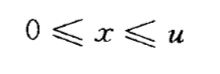 0 ⩽ x ⩽ u